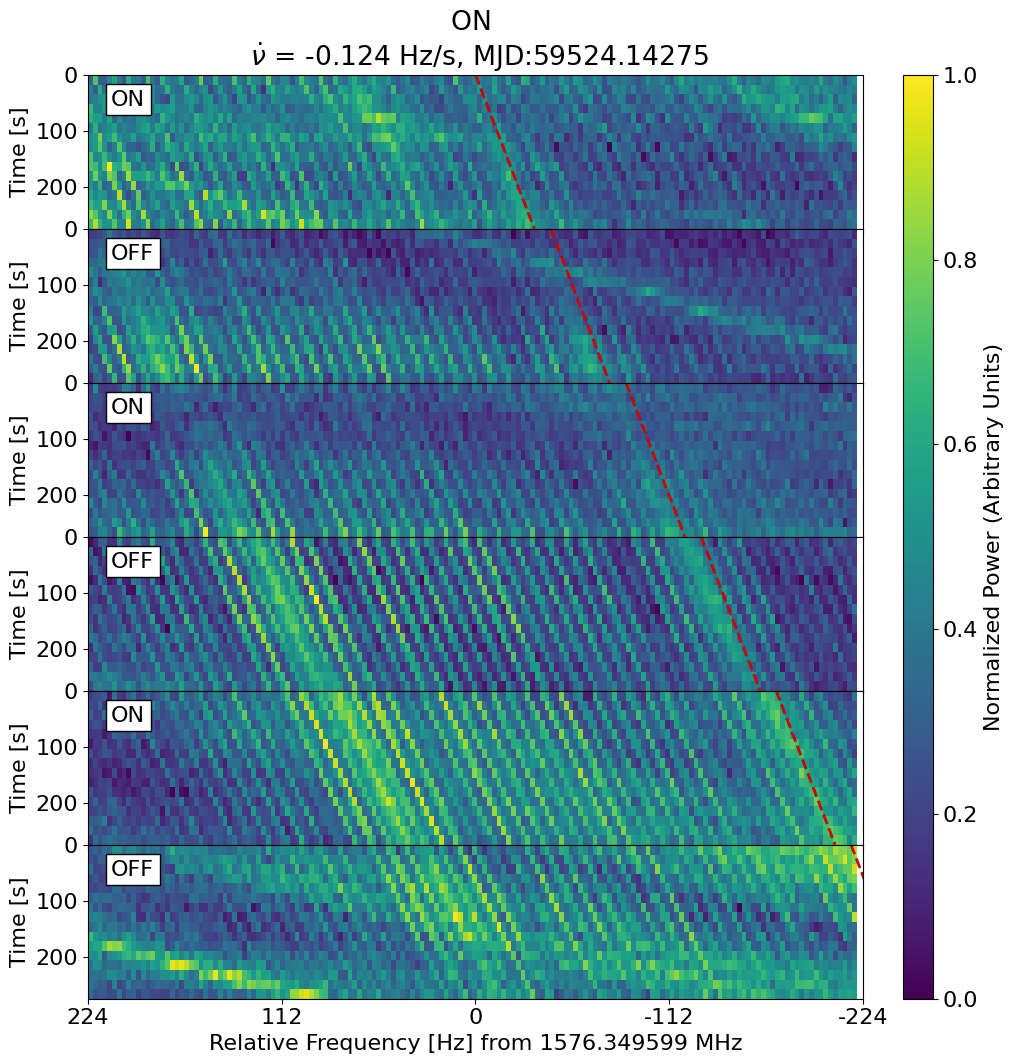 ON
ν̇ = -0.124 Hz/s, MJD:59524.14275
0
ON
100
200
Time [s]
0
OFF
100
200
Time [s]
0
ON
100
200
Time [s]
0
OFF
100
200
Time [s]
0
ON
100
200
Time [s]
0
OFF
100
200
Time [s]
224 112 0 -112 -224
Relative Frequency [Hz] from 1576.349599 MHz
1.0
0.8
0.6
0.4
0.2
0.0
Normalized Power (Arbitrary Units)